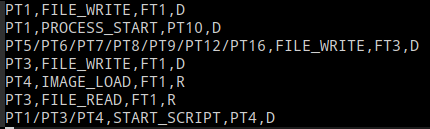 PT1,FILE_WRITE,FT1,D
PT1,PROCESS_START,PT10,D
PT5/PT6/PT7/PT8/PT9/PT12/PT16,FILE_WRITE,FT3,D
PT3,FILE_WRITE,FT1,D
PT4,IMAGE_LOAD,FT1,R
PT3,FILE_READ,FT1,R
PT1/PT3/PT4,START_SCRIPT,PT4,D